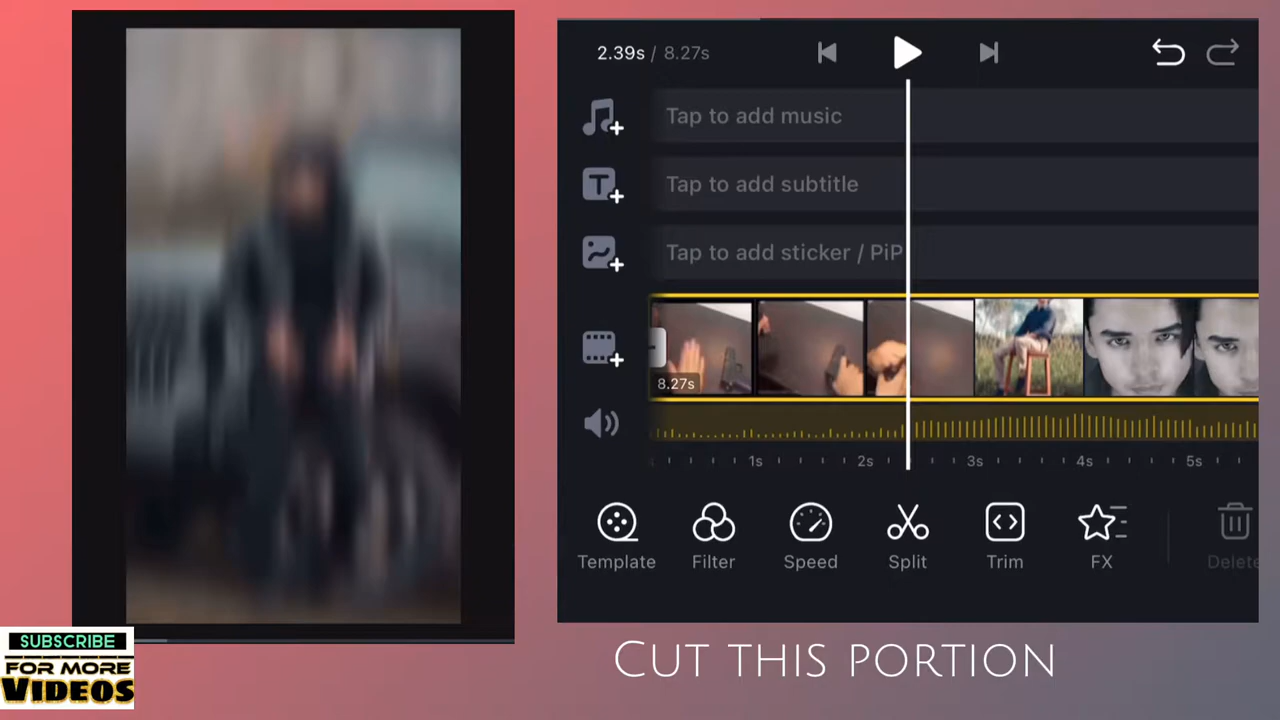 2.39s / 8.27s
Tap to add music
Tap to add subtitle
Tap to add sticker / PiP
8.27s
1s 2s 3s 4s 5s
Template Filter Speed Split Trim FX Delete
CUT THIS PORTION
SUBSCRIBE
FOR MORE
VIDEOS